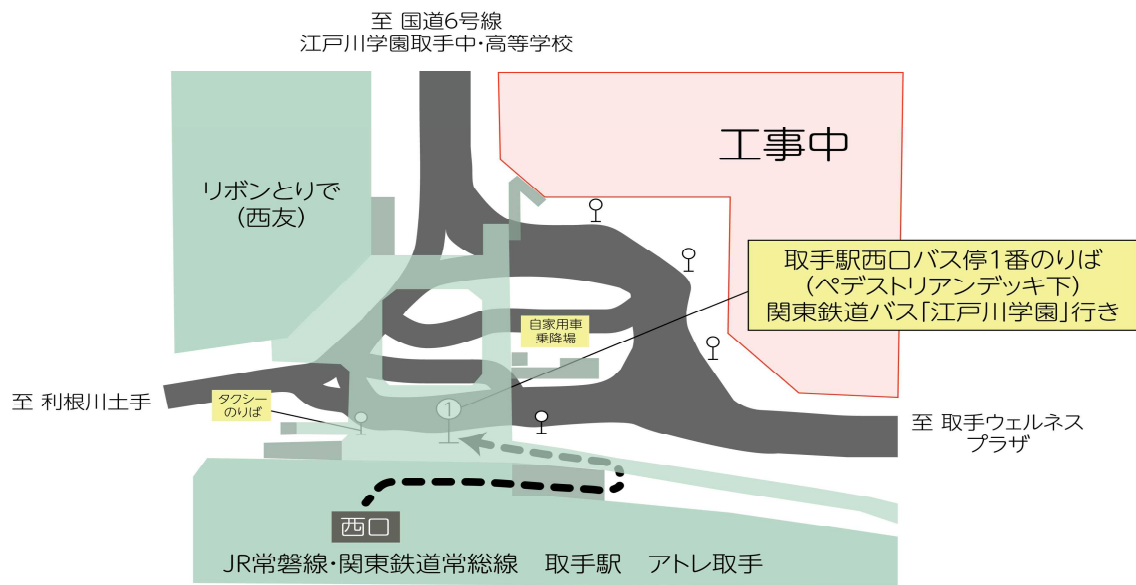 至 国道6号線
江戸川学園取手中・高等学校
工事中
リボンとりで
(西友)
取手駅西口バス停1番のりば
(ペデストリアンデッキ下)
関東鉄道バス「江戸川学園」行き
自家用車
乗降場
至 利根川土手
タクシー
のりば
1
至 取手ウェルネス
プラザ
西口
JR常磐線・関東鉄道常総線 取手駅 アトレ取手